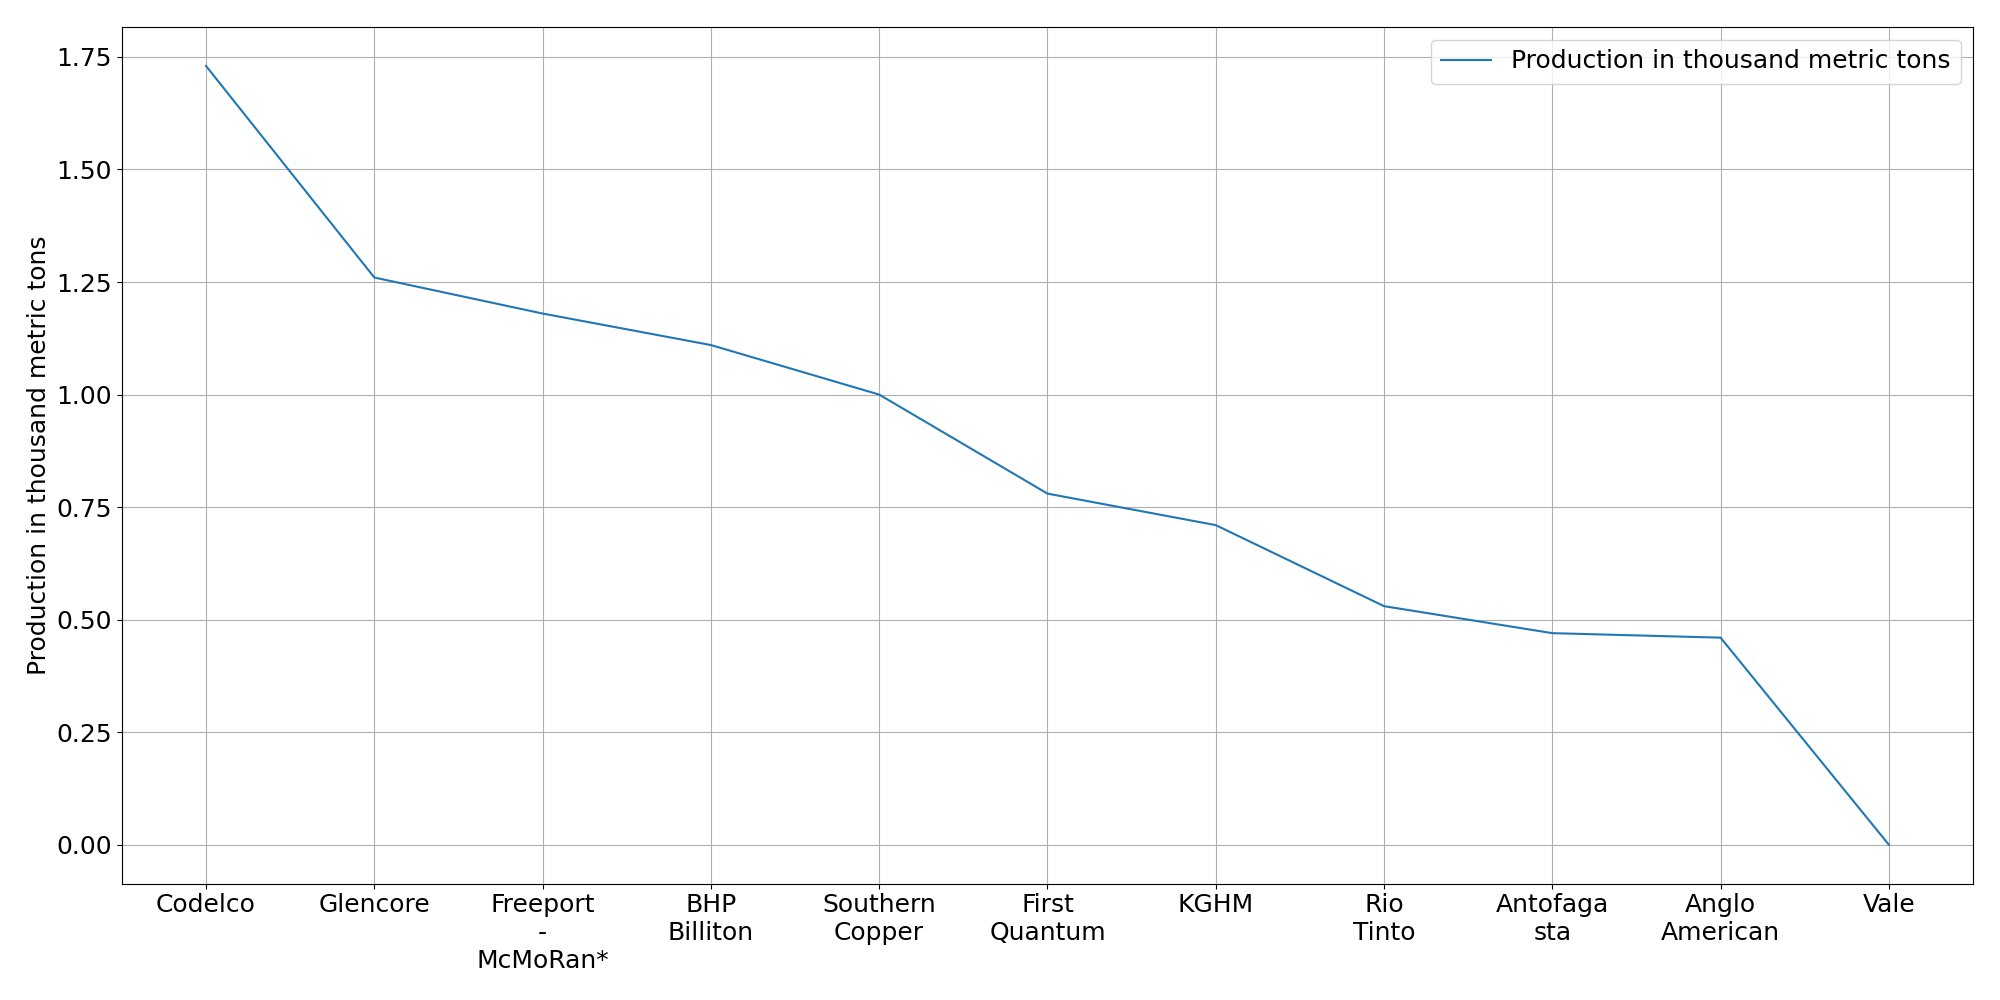 Production in thousand metric tons
Production in thousand metric tons
1.75
1.50
1.25
1.00
0.75
0.50
0.25
0.00
Codelco
Glencore
Freeport
-
McMoRan*
BHP
Billiton
Southern
Copper
First
Quantum
KGHM
Rio
Tinto
Antofaga
sta
Anglo
American
Vale